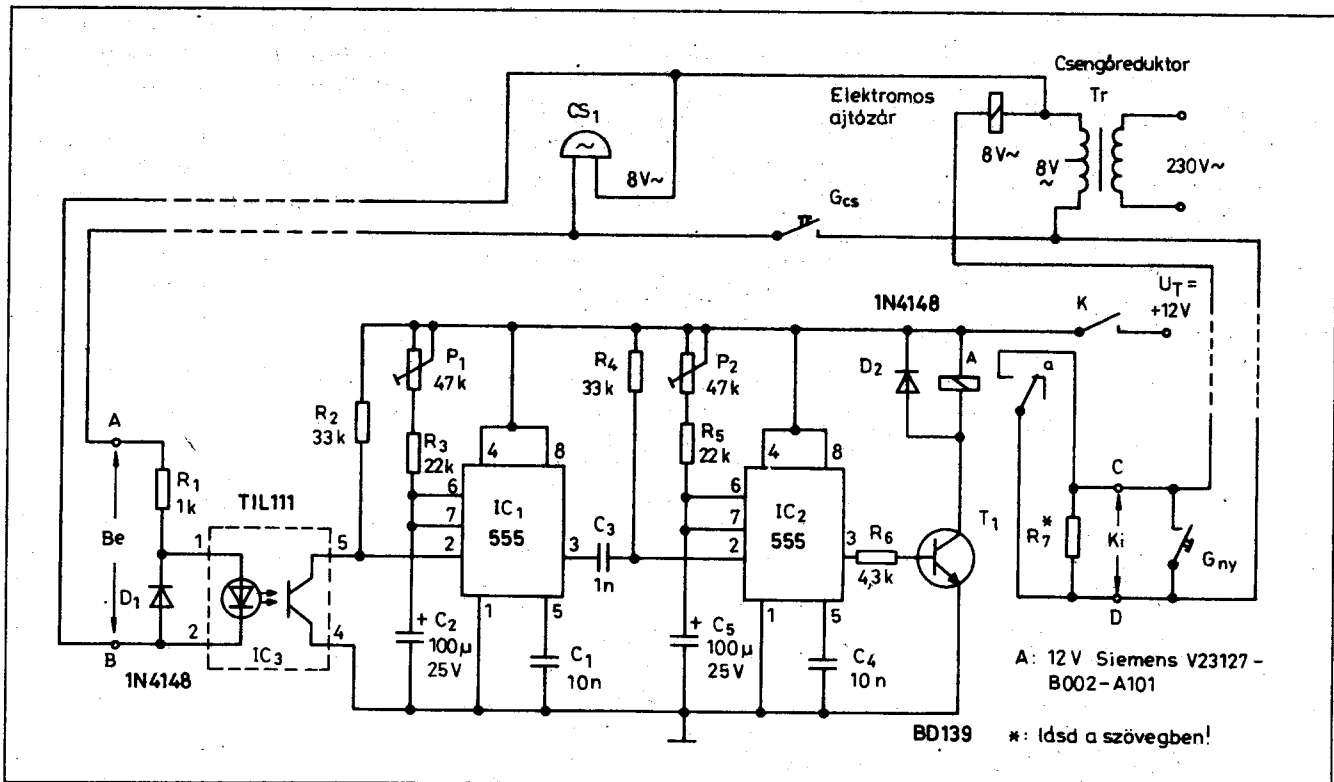 Csengőreduktor
Tr
Elektromos
ajtózár
8V~
8V
~
230V~
CS1
~
8V~
Gcs
UT=
+12V
K
1N4148
D2
A
a
P1
47k
R4
33k
P2
47k
R2
33k
R3
22k
R5
22k
A
R1
1k
Be
D1
B
1N4148
TIL111
1
2
5
4
IC3
4
8
6
7
2
IC1
555
3
1
5
C3
1n
4
8
6
7
2
IC2
555
3
1
5
R6
4,3k
T1
C
R7*
Ki
D
Gny
+
C2
100µ
25V
C1
10n
+
C5
100µ
25V
C4
10n
BD139
A: 12V Siemens V23127-
B002-A101
*: lásd a szövegben!